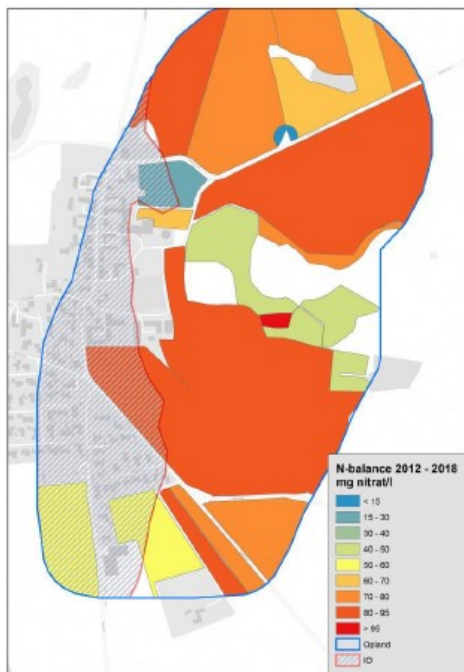 N-balance 2012 - 2018
mg nitrat/l
< 15
15 - 30
30 - 40
40 - 50
50 - 60
60 - 70
70 - 80
80 - 95
> 95
Opland
IO